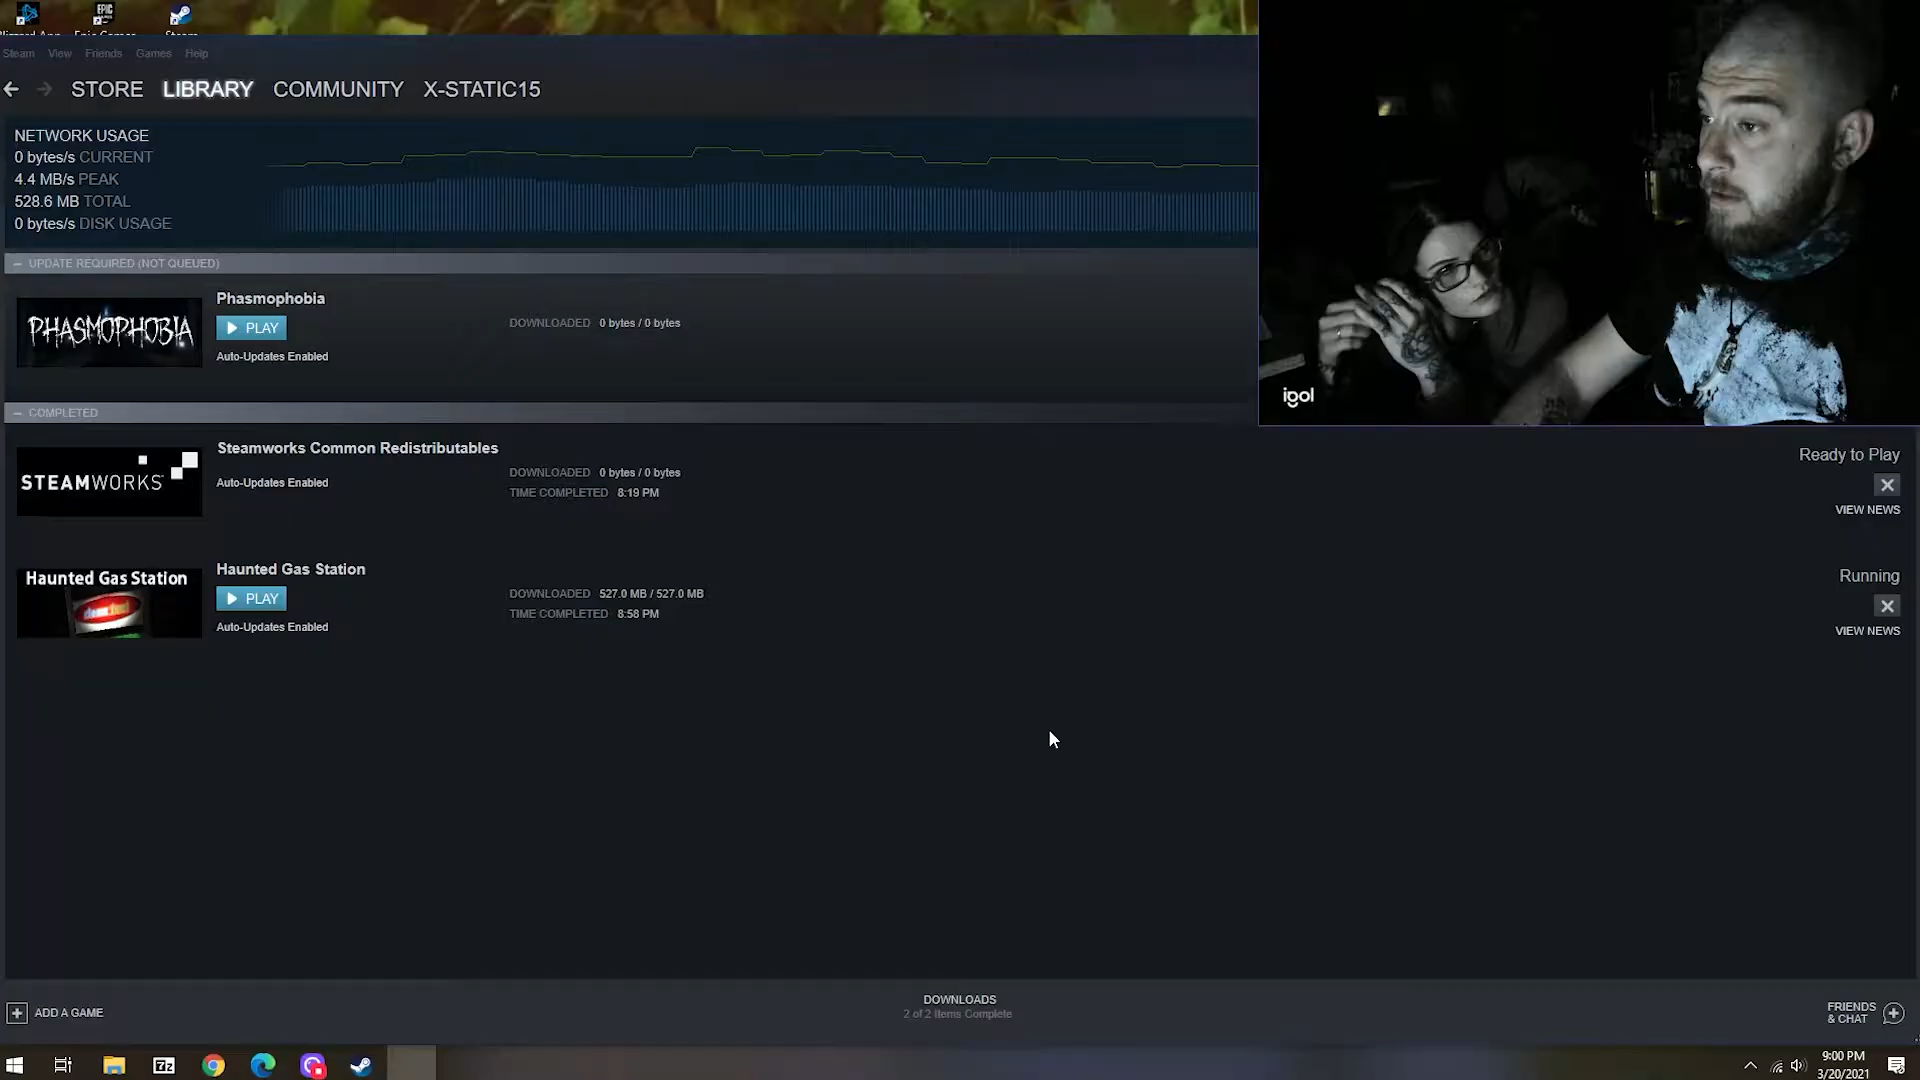 Epic Games
Steam
Steam View Friends Games Help
STORE LIBRARY COMMUNITY X-STATIC15
NETWORK USAGE
0 bytes/s CURRENT
4.4 MB/s PEAK
528.6 MB TOTAL
0 bytes/s DISK USAGE
UPDATE REQUIRED (NOT QUEUED)
PHASMOPHOBIA
Phasmophobia
PLAY
Auto-Updates Enabled
DOWNLOADED 0 bytes / 0 bytes
igol
COMPLETED
STEAMWORKS
Steamworks Common Redistributables
Auto-Updates Enabled
DOWNLOADED 0 bytes / 0 bytes
TIME COMPLETED 8:19 PM
Ready to Play
VIEW NEWS
Haunted Gas Station
Haunted Gas Station
PLAY
Auto-Updates Enabled
DOWNLOADED 527.0 MB / 527.0 MB
TIME COMPLETED 8:58 PM
Running
VIEW NEWS
ADD A GAME
DOWNLOADS
2 of 2 Items Complete
FRIENDS
& CHAT
7z
9:00 PM
3/20/2021